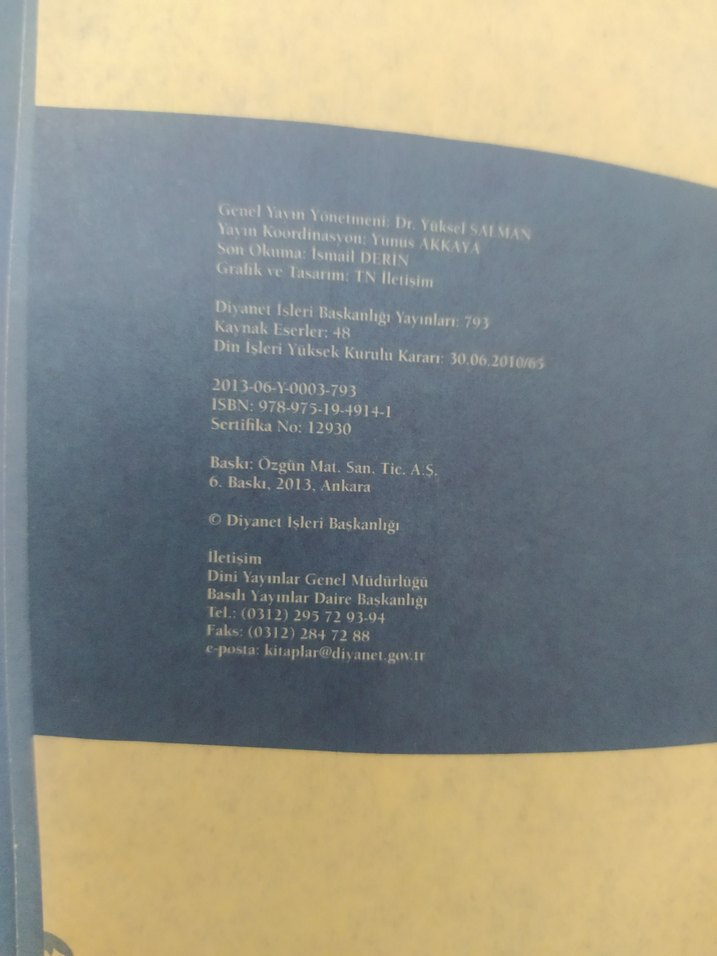 Genel Yayın Yönetmeni: Dr. Yüksel SALMAN
Yayın Koordinasyon: Yunus AKKAYA
Son Okuma: İsmail DERİN
Grafik ve Tasarım: TN İletişim
Diyanet İşleri Başkanlığı Yayınları: 793
Kaynak Eserler: 48
Din İşleri Yüksek Kurulu Kararı: 30.06.2010/65
2013-06-Y-0003-793
ISBN: 978-975-19-4914-1
Sertifika No: 12930
Baskı: Özgün Mat. San. Tic. A.Ş.
6. Baskı, 2013, Ankara
© Diyanet İşleri Başkanlığı
İletişim
Dini Yayınlar Genel Müdürlüğü
Basılı Yayınlar Daire Başkanlığı
Tel.: (0312) 295 72 93-94
Faks: (0312) 284 72 88
e-posta: kitaplar@diyanet.gov.tr